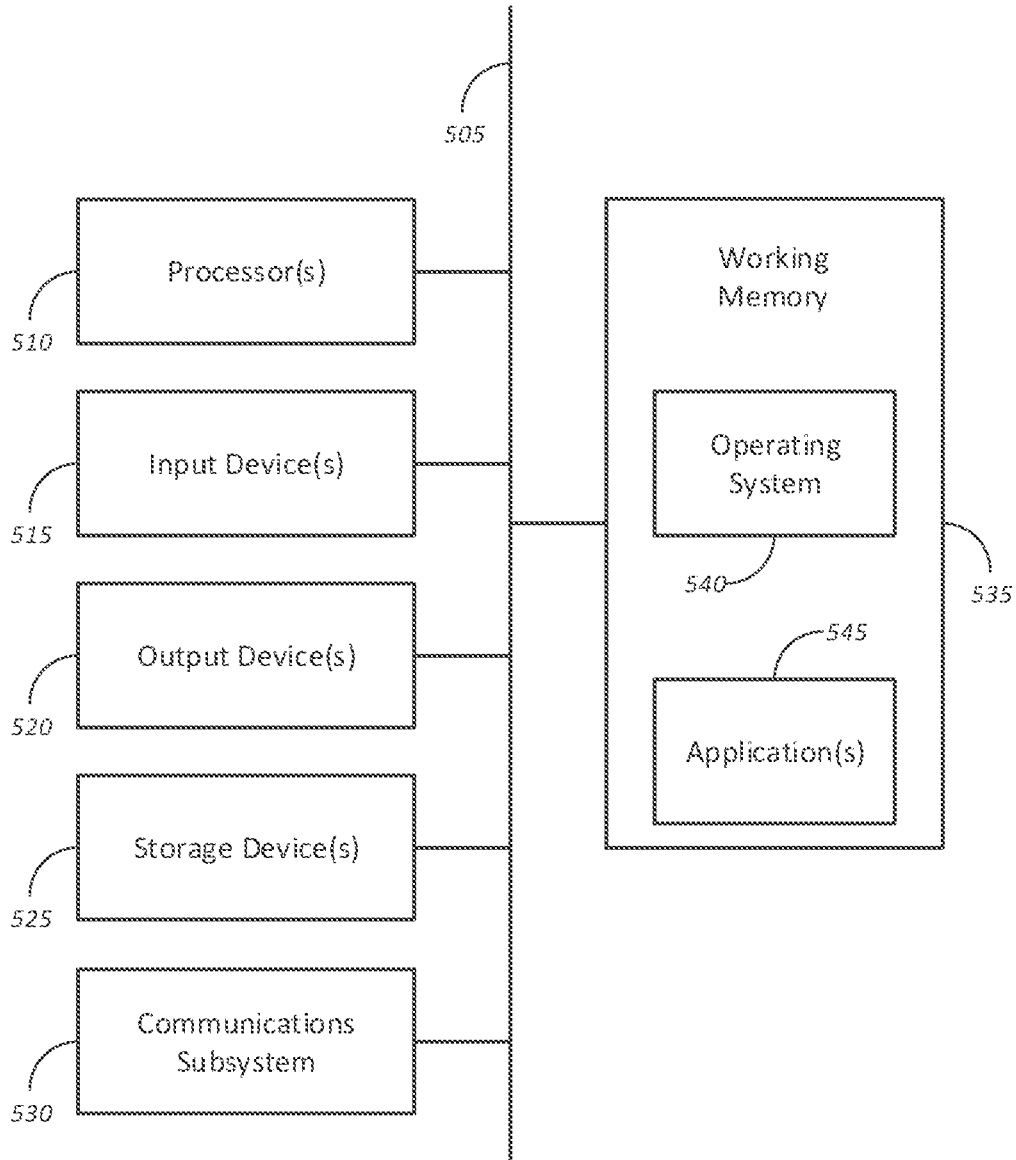 505
Processor(s)
510
Input Device(s)
515
Output Device(s)
520
Storage Device(s)
525
Communications
Subsystem
530
Working
Memory
Operating
System
540
535
545
Application(s)